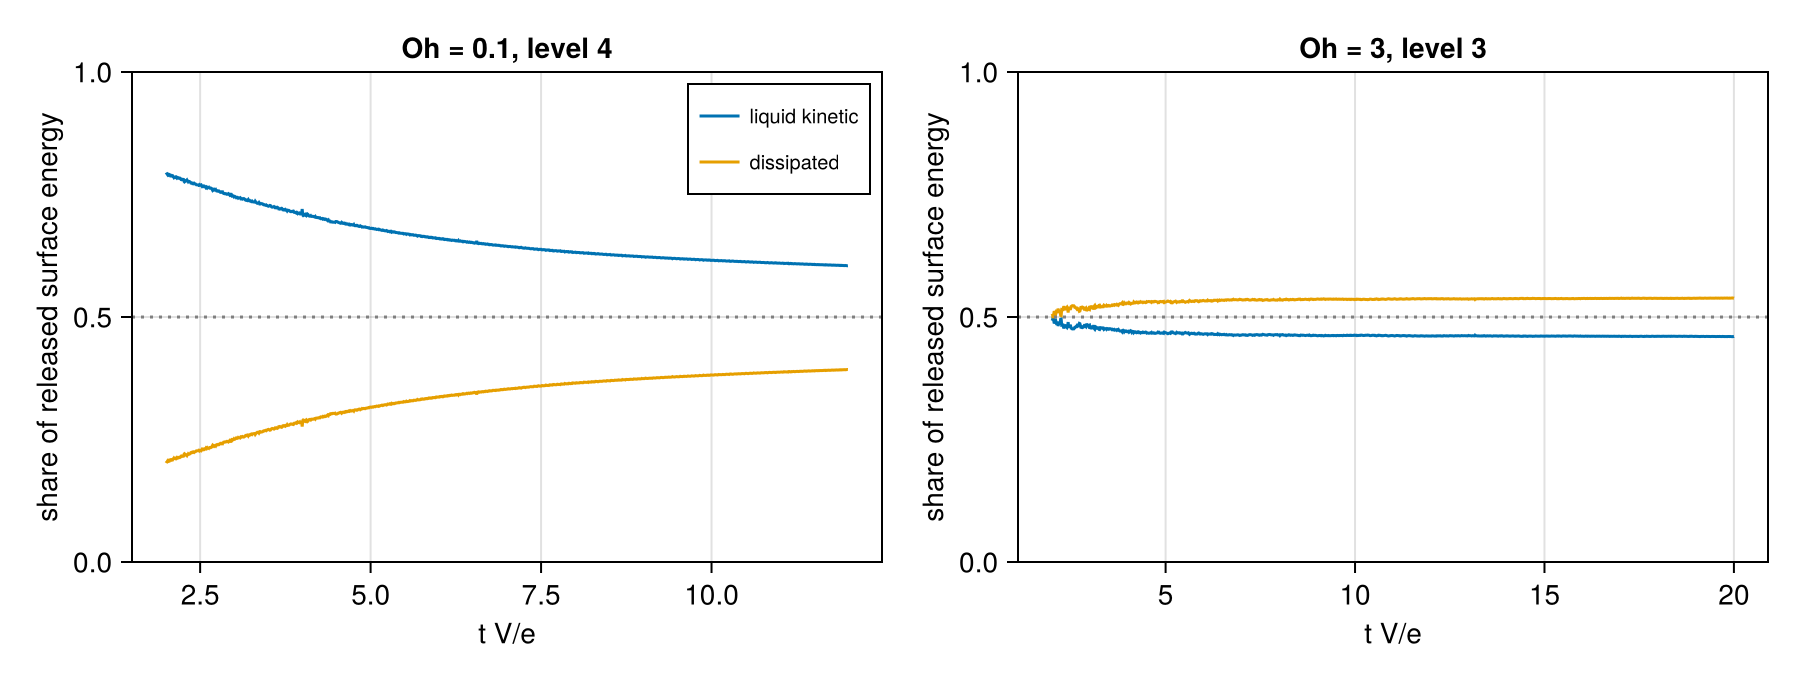 Oh = 0.1, level 4
share of released surface energy
1.0
0.5
0.0
liquid kinetic
dissipated
2.5 5.0 7.5 10.0
t V/e
Oh = 3, level 3
share of released surface energy
1.0
0.5
0.0
5 10 15 20
t V/e